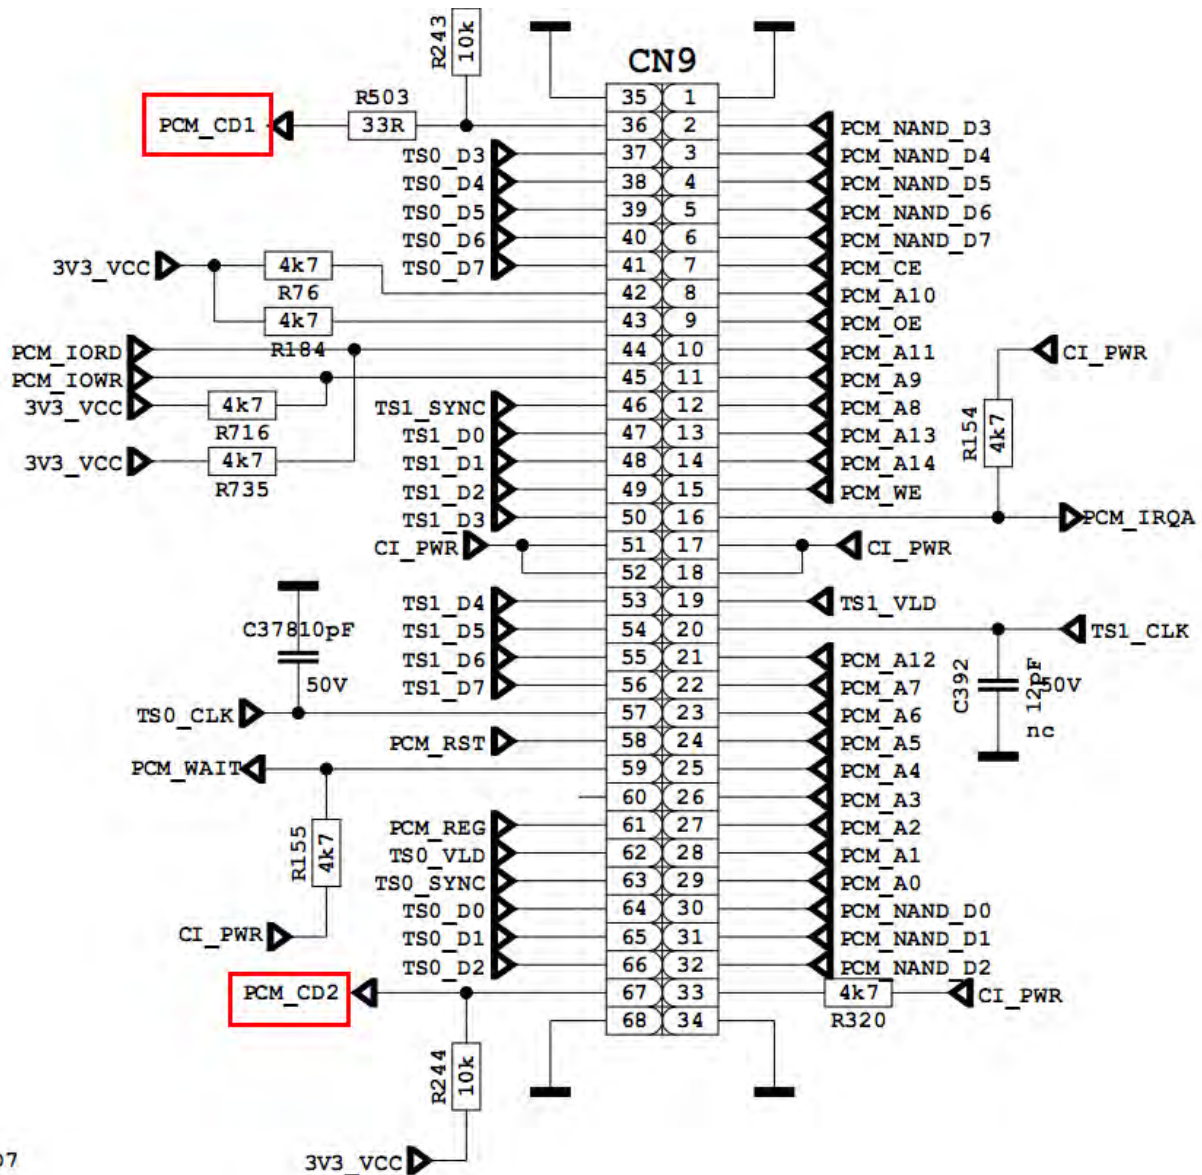 R243
10k
CN9
R503
PCM_CD1
33R
35 1
36 2 PCM_NAND_D3
TS0_D3 37 3 PCM_NAND_D4
TS0_D4 38 4 PCM_NAND_D5
TS0_D5 39 5 PCM_NAND_D6
TS0_D6 40 6 PCM_NAND_D7
3V3_VCC 4k7 TS0_D7 41 7 PCM_CE
R76 42 8 PCM_A10
4k7 43 9 PCM_OE
R184
PCM_IORD 44 10 PCM_A11 CI_PWR
PCM_IOWR 45 11 PCM_A9
3V3_VCC 4k7 TS1_SYNC 46 12 PCM_A8
R716 TS1_D0 47 13 PCM_A13
R154
4k7
3V3_VCC 4k7 TS1_D1 48 14 PCM_A14
R735 TS1_D2 49 15 PCM_WE
TS1_D3 50 16 PCM_IRQA
CI_PWR 51 17 CI_PWR
52 18
TS1_D4 53 19 TS1_VLD
C37810pF TS1_D5 54 20 TS1_CLK
TS1_D6 55 21 PCM_A12
50V TS1_D7 56 22 PCM_A7
C392
12pF
50V
nc
TS0_CLK 57 23 PCM_A6
PCM_RST 58 24 PCM_A5
PCM_WAIT 59 25 PCM_A4
60 26 PCM_A3
PCM_REG 61 27 PCM_A2
R155
4k7
TS0_VLD 62 28 PCM_A1
TS0_SYNC 63 29 PCM_A0
TS0_D0 64 30 PCM_NAND_D0
CI_PWR TS0_D1 65 31 PCM_NAND_D1
TS0_D2 66 32 PCM_NAND_D2
PCM_CD2 67 33 4k7 CI_PWR
R320
68 34
R244
10k
3V3_VCC